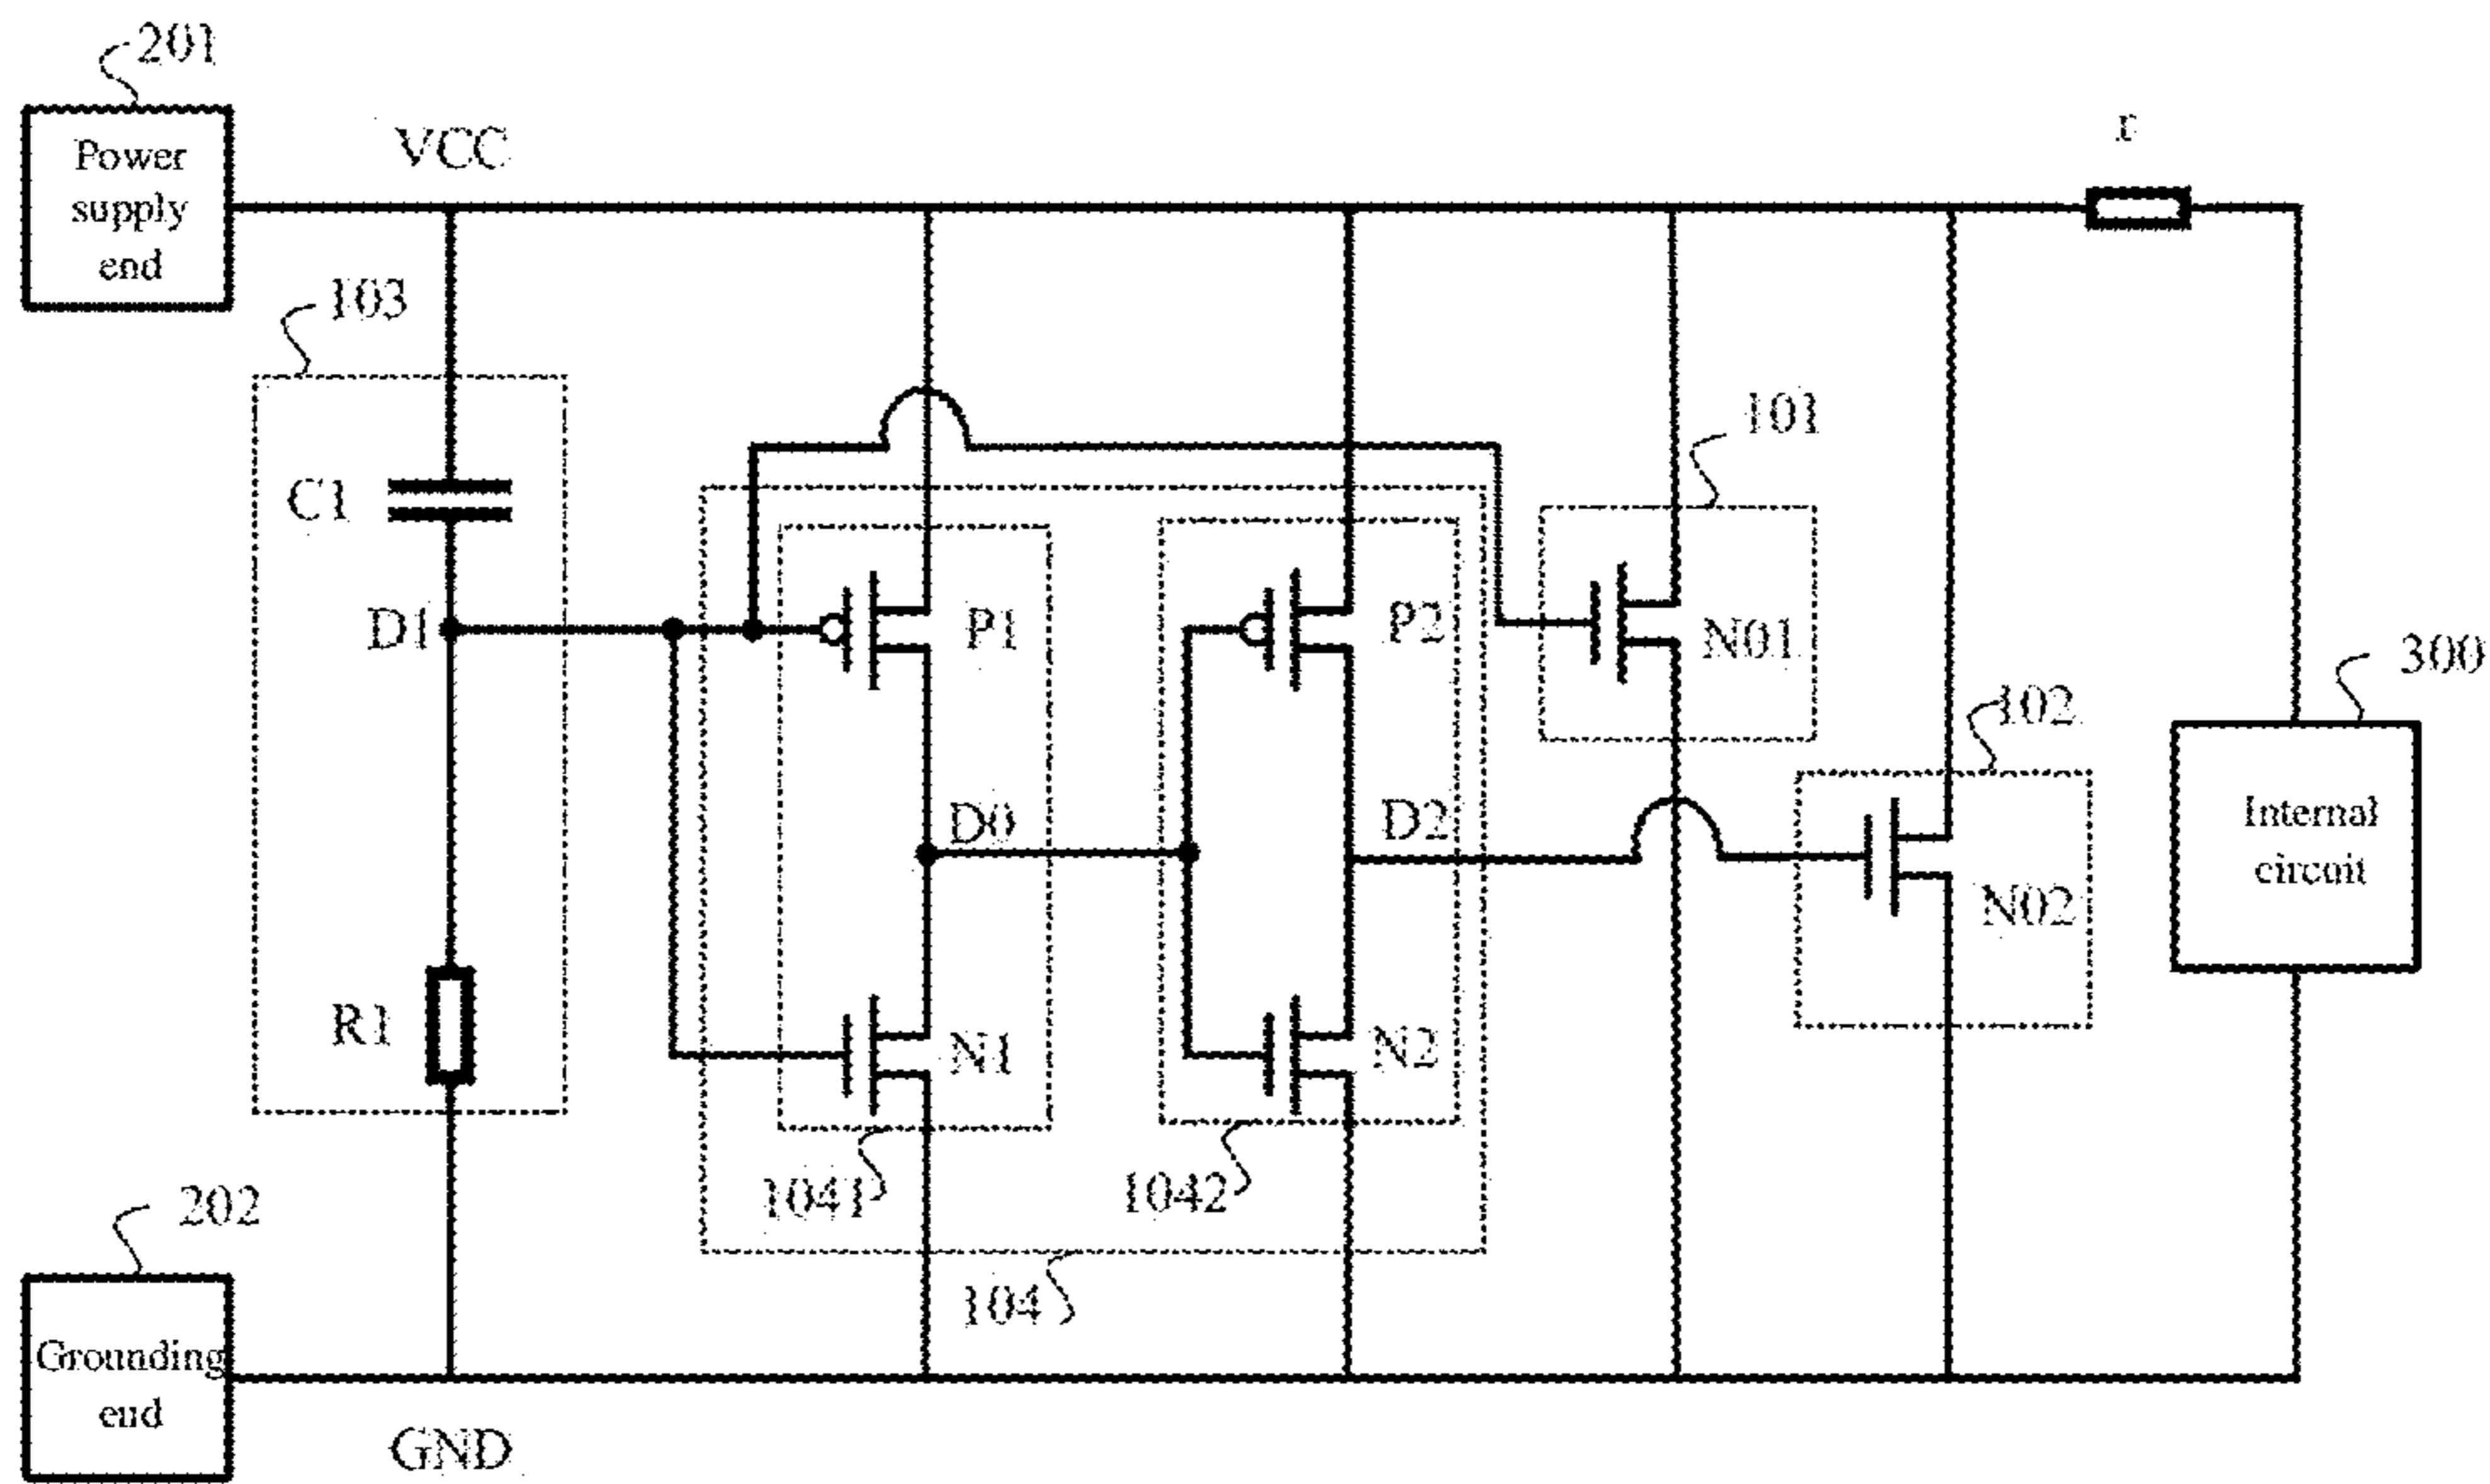 201
Power
supply
end
VCC
r
103
101
C1
D1
P1
P2
N01
300
102
D0
D2
Internal
circuit
N02
R1
N1
N2
1041
1042
202
104
Grounding
end
GND